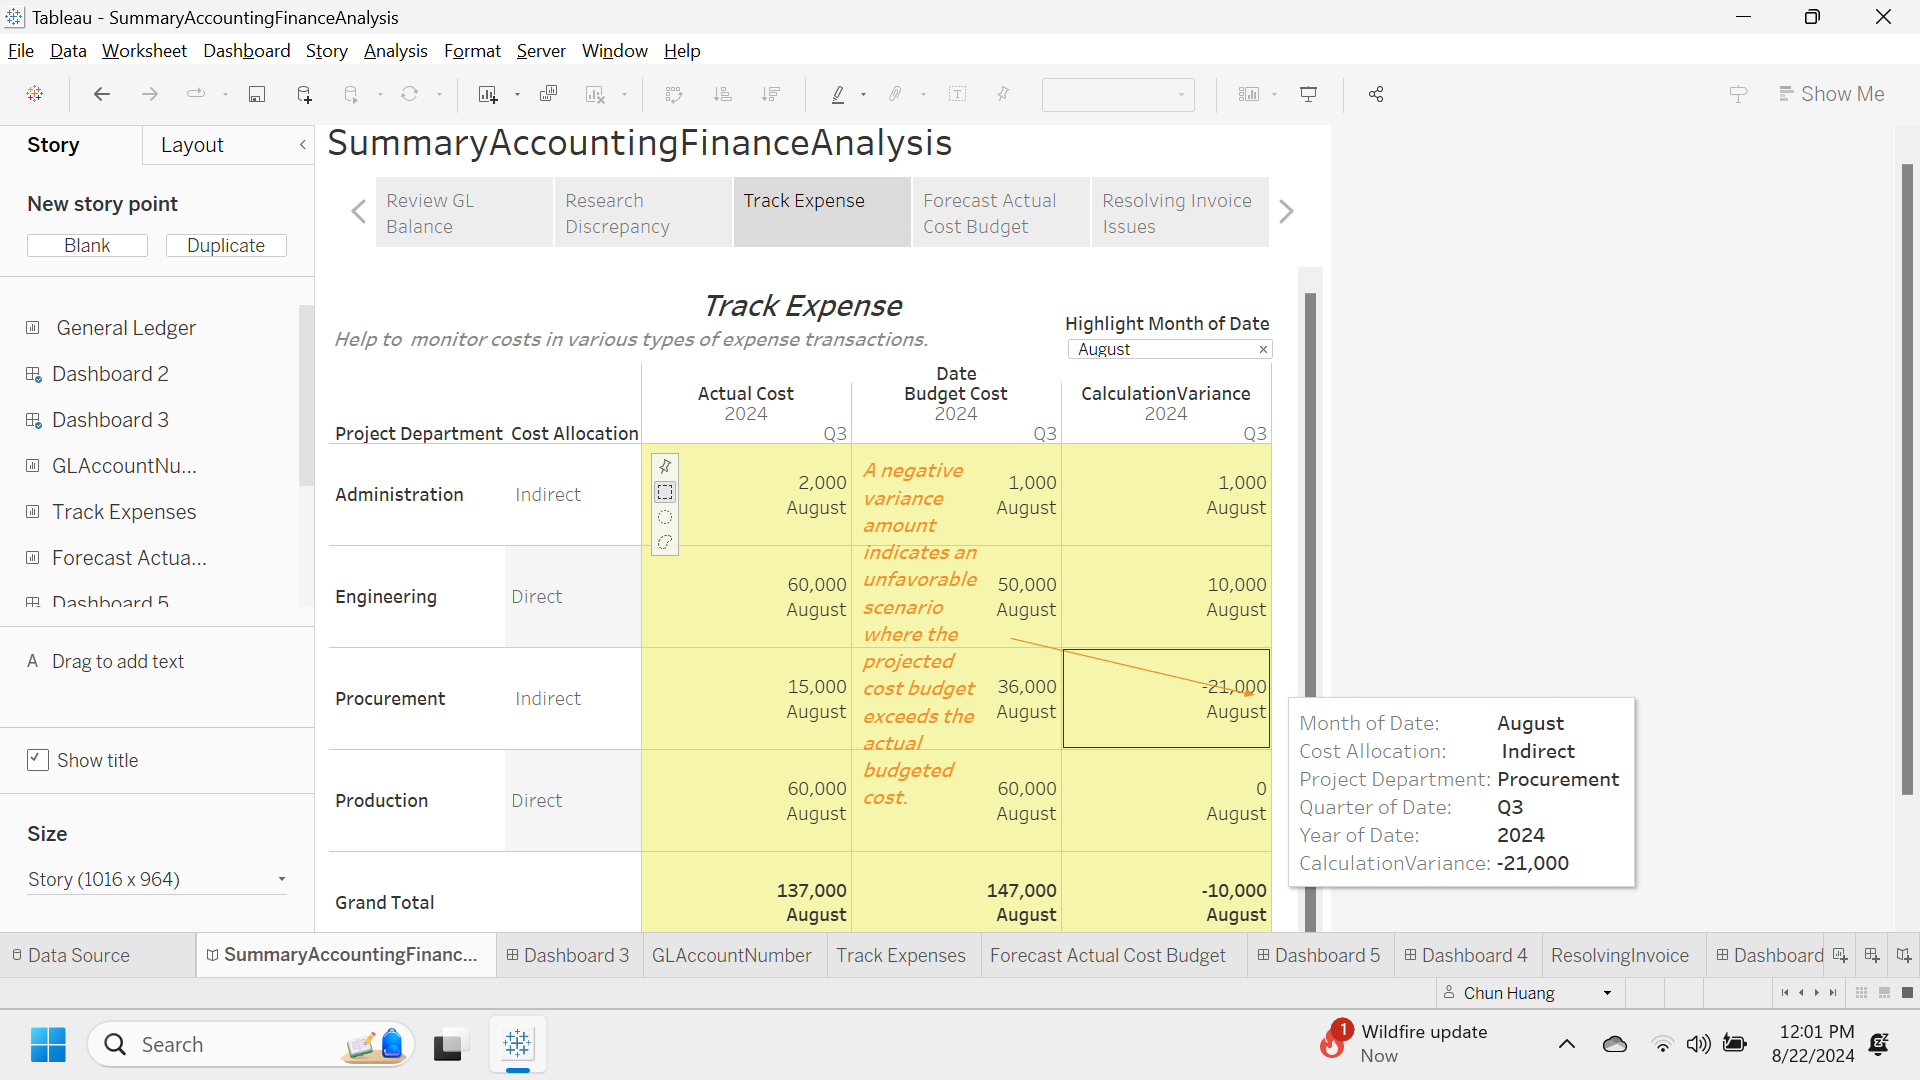 Tableau - SummaryAccountingFinanceAnalysis
File Data Worksheet Dashboard Story Analysis Format Server Window Help
Show Me
Story
Layout
New story point
Blank
Duplicate
General Ledger
Dashboard 2
Dashboard 3
GLAccountNu...
Track Expenses
Forecast Actua...
Dashboard 5
A Drag to add text
Show title
Size
Story (1016 x 964)
SummaryAccountingFinanceAnalysis
Review GL
Balance
Research
Discrepancy
Track Expense
Forecast Actual
Cost Budget
Resolving Invoice
Issues
Track Expense
Help to monitor costs in various types of expense transactions.
Highlight Month of Date
August ×
Date
Actual Cost Budget Cost CalculationVariance
2024 2024 2024
Project Department Cost Allocation Q3 Q3 Q3
Administration Indirect
2,000 1,000 1,000
August August August
Engineering Direct
60,000 50,000 10,000
August August August
Procurement Indirect
15,000 36,000 -21,000
August August August
Production Direct
60,000 60,000 0
August August August
Grand Total
137,000 147,000 -10,000
August August August
A negative
variance
amount
indicates an
unfavorable
scenario
where the
projected
cost budget
exceeds the
actual
budgeted
cost.
Month of Date: August
Cost Allocation: Indirect
Project Department: Procurement
Quarter of Date: Q3
Year of Date: 2024
CalculationVariance: -21,000
Data Source SummaryAccountingFinanc... Dashboard 3 GLAccountNumber Track Expenses Forecast Actual Cost Budget Dashboard 5 Dashboard 4 ResolvingInvoice Dashboard
Chun Huang
Search
1
Wildfire update
Now
12:01 PM
8/22/2024